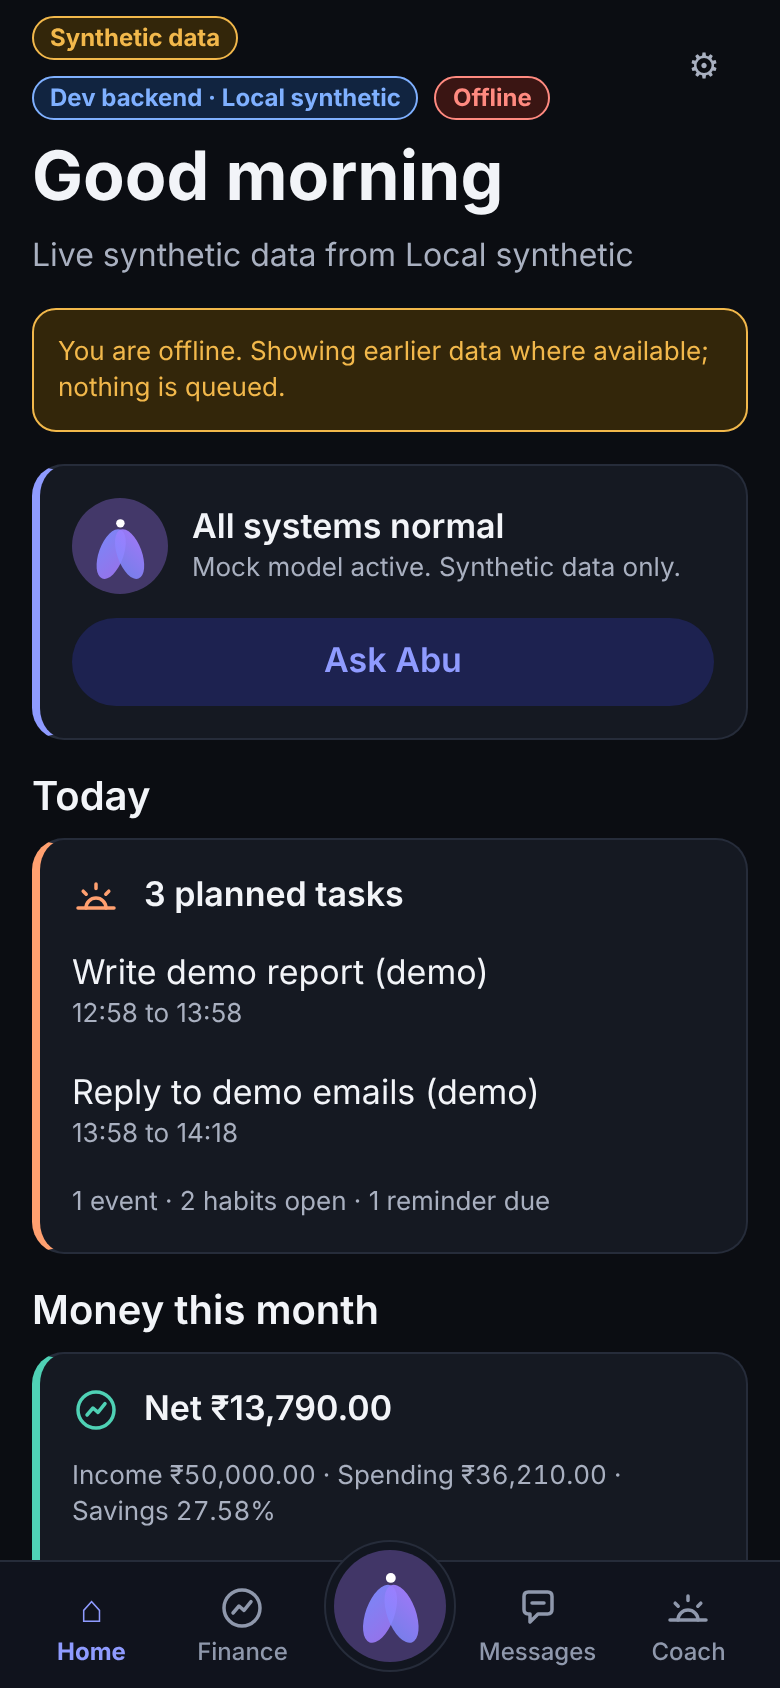 Synthetic data
Dev backend · Local synthetic
Offline
Good morning
Live synthetic data from Local synthetic
You are offline. Showing earlier data where available;
nothing is queued.
All systems normal
Mock model active. Synthetic data only.
Ask Abu
Today
3 planned tasks
Write demo report (demo)
12:58 to 13:58
Reply to demo emails (demo)
13:58 to 14:18
1 event · 2 habits open · 1 reminder due
Money this month
Net ₹13,790.00
Income ₹50,000.00 · Spending ₹36,210.00 ·
Savings 27.58%
Home
Finance
Messages
Coach